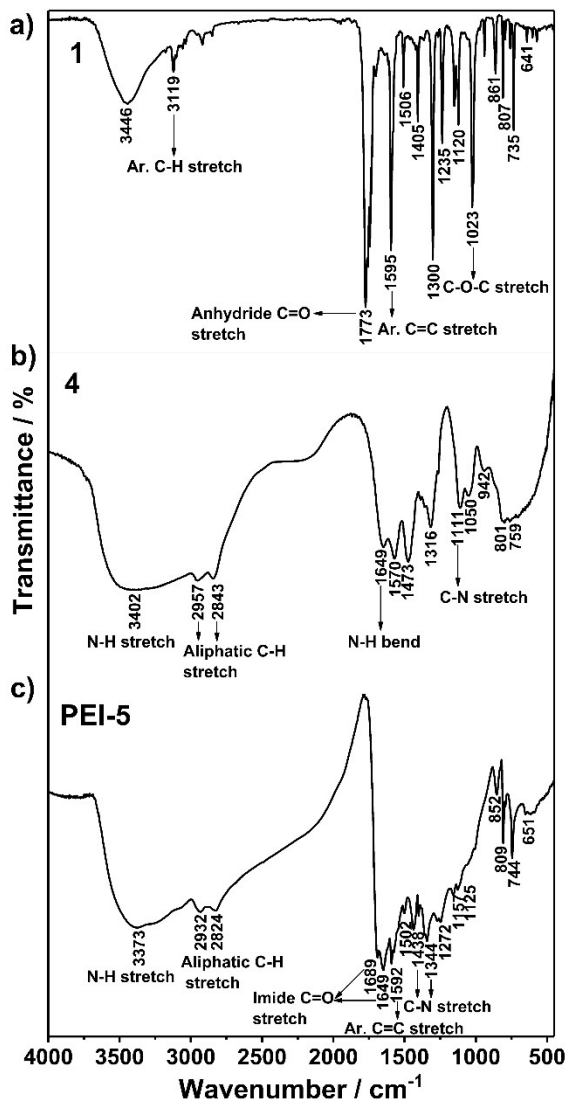 a)
1
3446
3119
Ar. C-H stretch
1773
Anhydride C=O
stretch
1595
Ar. C=C stretch
1506
1405
1300
1235
1120
1023
C-O-C stretch
861
807
735
641
b)
4
3402
N-H stretch
2957
2843
Aliphatic C-H
stretch
1649
N-H bend
1570
1473
1316
1111
C-N stretch
1050
942
801
759
c)
PEI-5
3373
N-H stretch
2932
2824
Aliphatic C-H
stretch
1689
1649
Imide C=O
stretch
1592
Ar. C=C stretch
1502
1438
1344
C-N stretch
1272
1157
1125
852
809
744
651
Transmittance / %
4000 3500 3000 2500 2000 1500 1000 500
Wavenumber / cm⁻¹